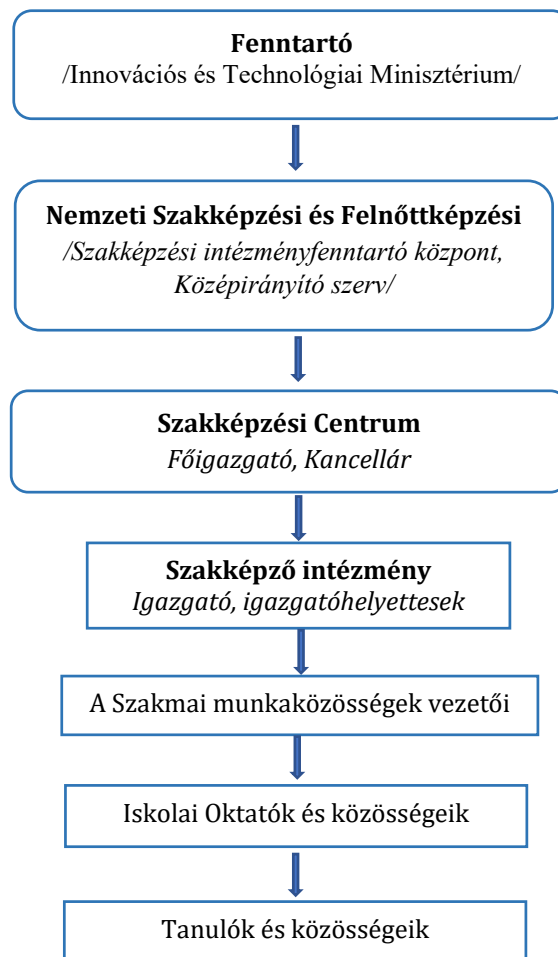 Fenntartó
/Innovációs és Technológiai Minisztérium/
Nemzeti Szakképzési és Felnőttképzési
/Szakképzési intézményfenntartó központ,
Középirányító szerv/
Szakképzési Centrum
Főigazgató, Kancellár
Szakképző intézmény
Igazgató, igazgatóhelyettesek
A Szakmai munkaközösségek vezetői
Iskolai Oktatók és közösségeik
Tanulók és közösségeik